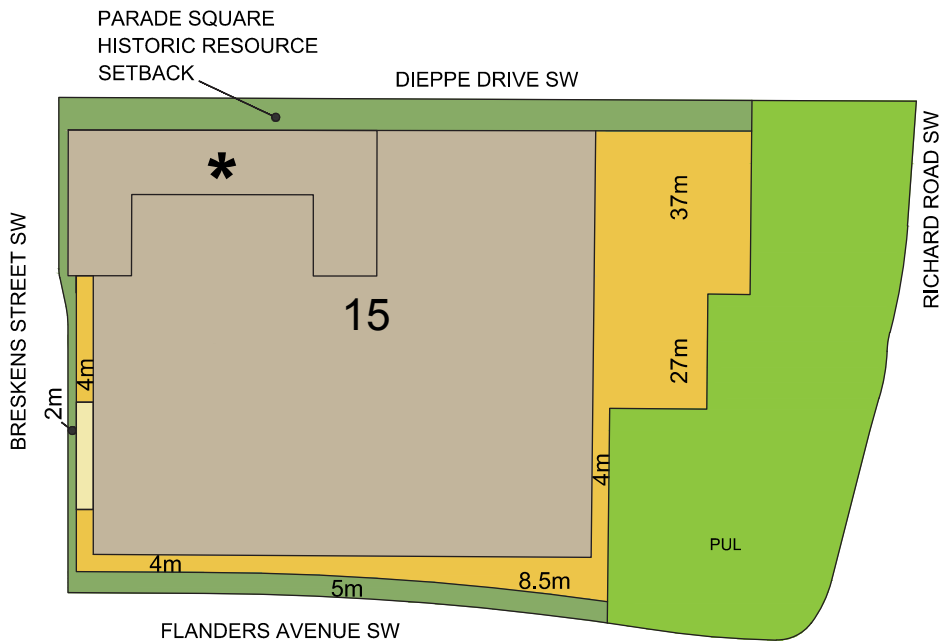 PARADE SQUARE
HISTORIC RESOURCE
SETBACK
DIEPPE DRIVE SW
RICHARD ROAD SW
*
37m
BRESKENS STREET SW
15
27m
4m
2m
4m
PUL
4m
8.5m
5m
FLANDERS AVENUE SW